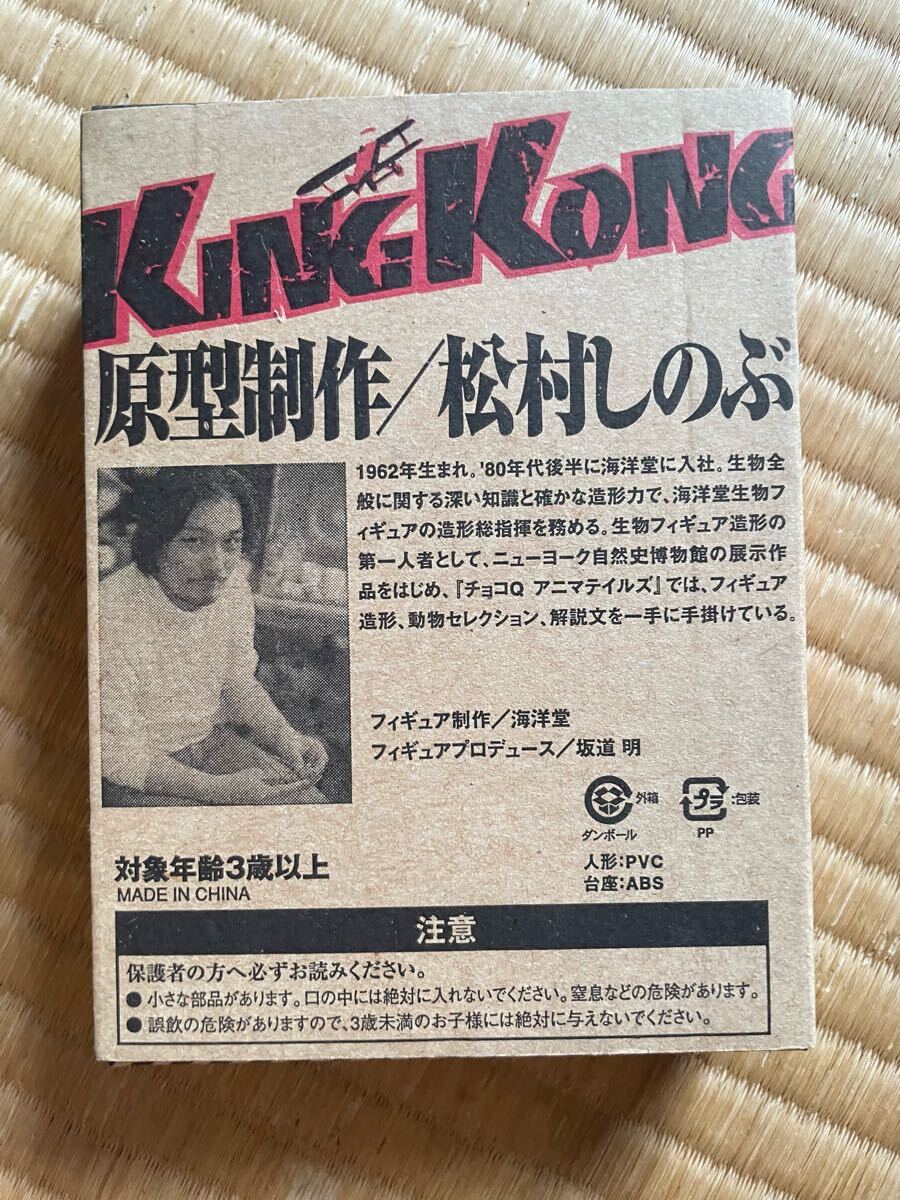 KING KONG
原型制作/松村しのぶ
1962年生まれ。'80年代後半に海洋堂に入社。生物全
般に関する深い知識と確かな造形力で、海洋堂生物フ
ィギュアの造形総指揮を務める。生物フィギュア造形の
第一人者として、ニューヨーク自然史博物館の展示作
品をはじめ、『チョコQ アニマテイルズ』では、フィギュア
造形、動物セレクション、解説文を一手に手掛けている。
フィギュア制作/海洋堂
フィギュアプロデュース/坂道 明
外箱
ダンボール
プラ :包装
PP
人形:PVC
台座:ABS
対象年齢3歳以上
MADE IN CHINA
注意
保護者の方へ必ずお読みください。
●小さな部品があります。口の中には絶対に入れないでください。窒息などの危険があります。
●誤飲の危険がありますので、3歳未満のお子様には絶対に与えないでください。